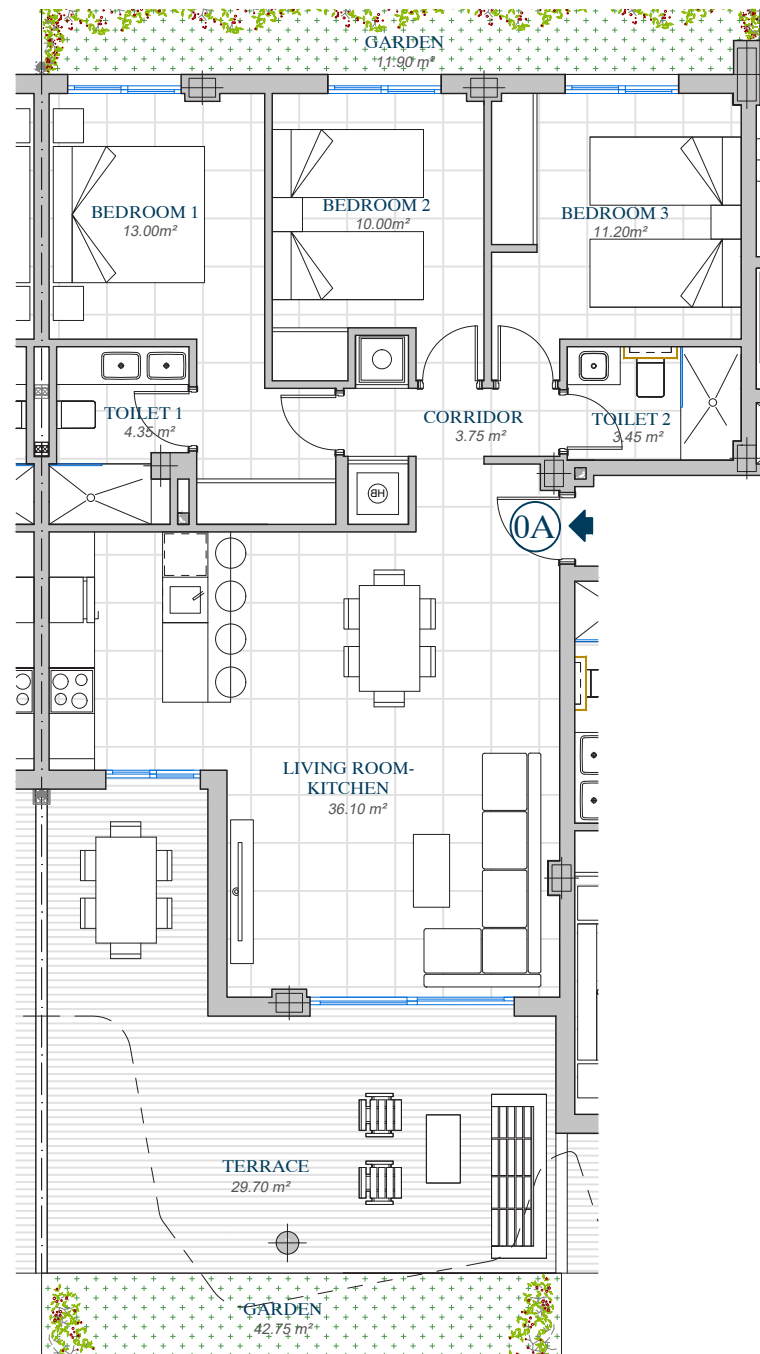 GARDEN
11.90 m²
BEDROOM 1
13.00m²
BEDROOM 2
10.00m²
BEDROOM 3
11.20m²
TOILET 1
4.35 m²
CORRIDOR
3.75 m²
TOILET 2
3.45 m²
HB
0A
LIVING ROOM-
KITCHEN
36.10 m²
TERRACE
29.70 m²
GARDEN
42.75 m²